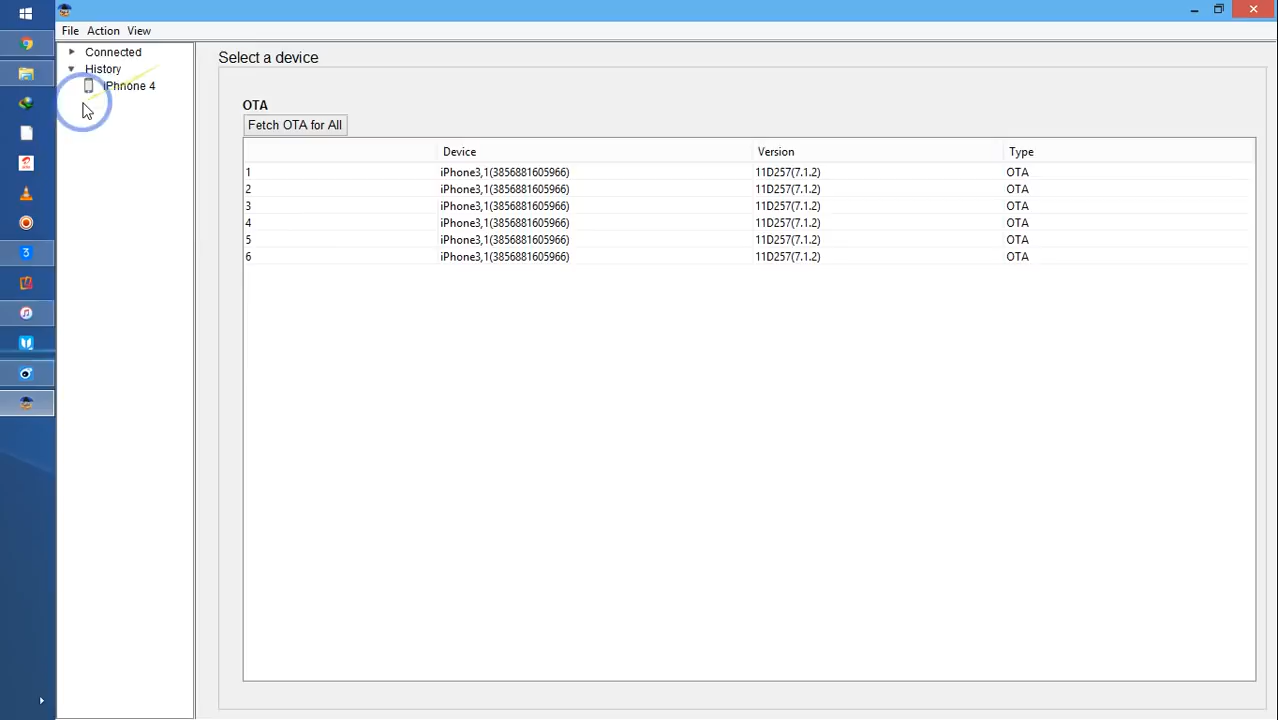 File Action View
Connected
History
iPhnone 4
Select a device
OTA
Fetch OTA for All
Device Version Type
1 iPhone3,1(3856881605966) 11D257(7.1.2) OTA
2 iPhone3,1(3856881605966) 11D257(7.1.2) OTA
3 iPhone3,1(3856881605966) 11D257(7.1.2) OTA
4 iPhone3,1(3856881605966) 11D257(7.1.2) OTA
5 iPhone3,1(3856881605966) 11D257(7.1.2) OTA
6 iPhone3,1(3856881605966) 11D257(7.1.2) OTA
3